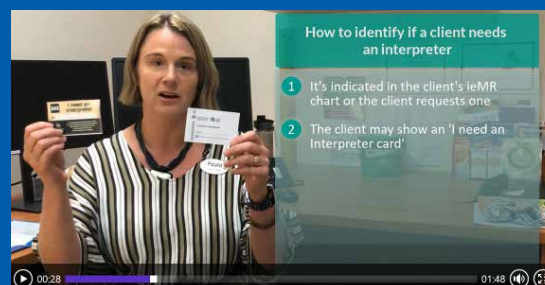 How to identify if a client needs
an interpreter
1 It's indicated in the client's ieMR
chart or the client requests one
2 The client may show an 'I need an
Interpreter card'
I need an
Interpreter
Paula
00:28
01:48